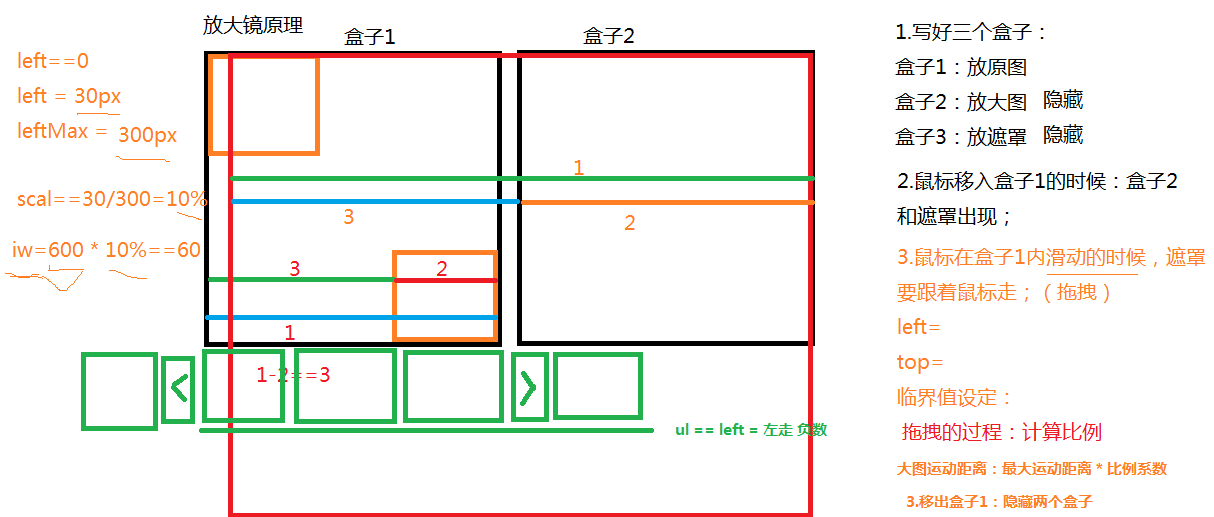 放大镜原理
盒子1
盒子2
left==0
left = 30px
leftMax = 300px
scal==30/300=10%
iw=600 * 10%==60
1
3
2
3
2
1
1-2==3
<
>
ul == left = 左走 负数
1.写好三个盒子：
盒子1：放原图
盒子2：放大图 隐藏
盒子3：放遮罩 隐藏
2.鼠标移入盒子1的时候：盒子2
和遮罩出现；
3.鼠标在盒子1内滑动的时候，遮罩
要跟着鼠标走；（拖拽）
left=
top=
临界值设定：
拖拽的过程：计算比例
大图运动距离：最大运动距离 * 比例系数
3.移出盒子1：隐藏两个盒子